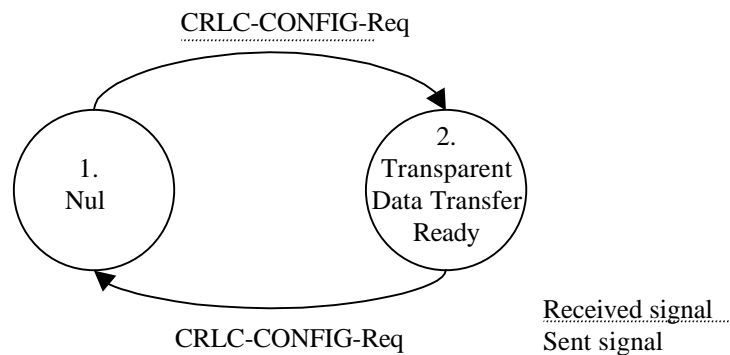 CRLC-CONFIG-Req
1.
Nul
2.
Transparent
Data Transfer
Ready
CRLC-CONFIG-Req
Received signal
Sent signal